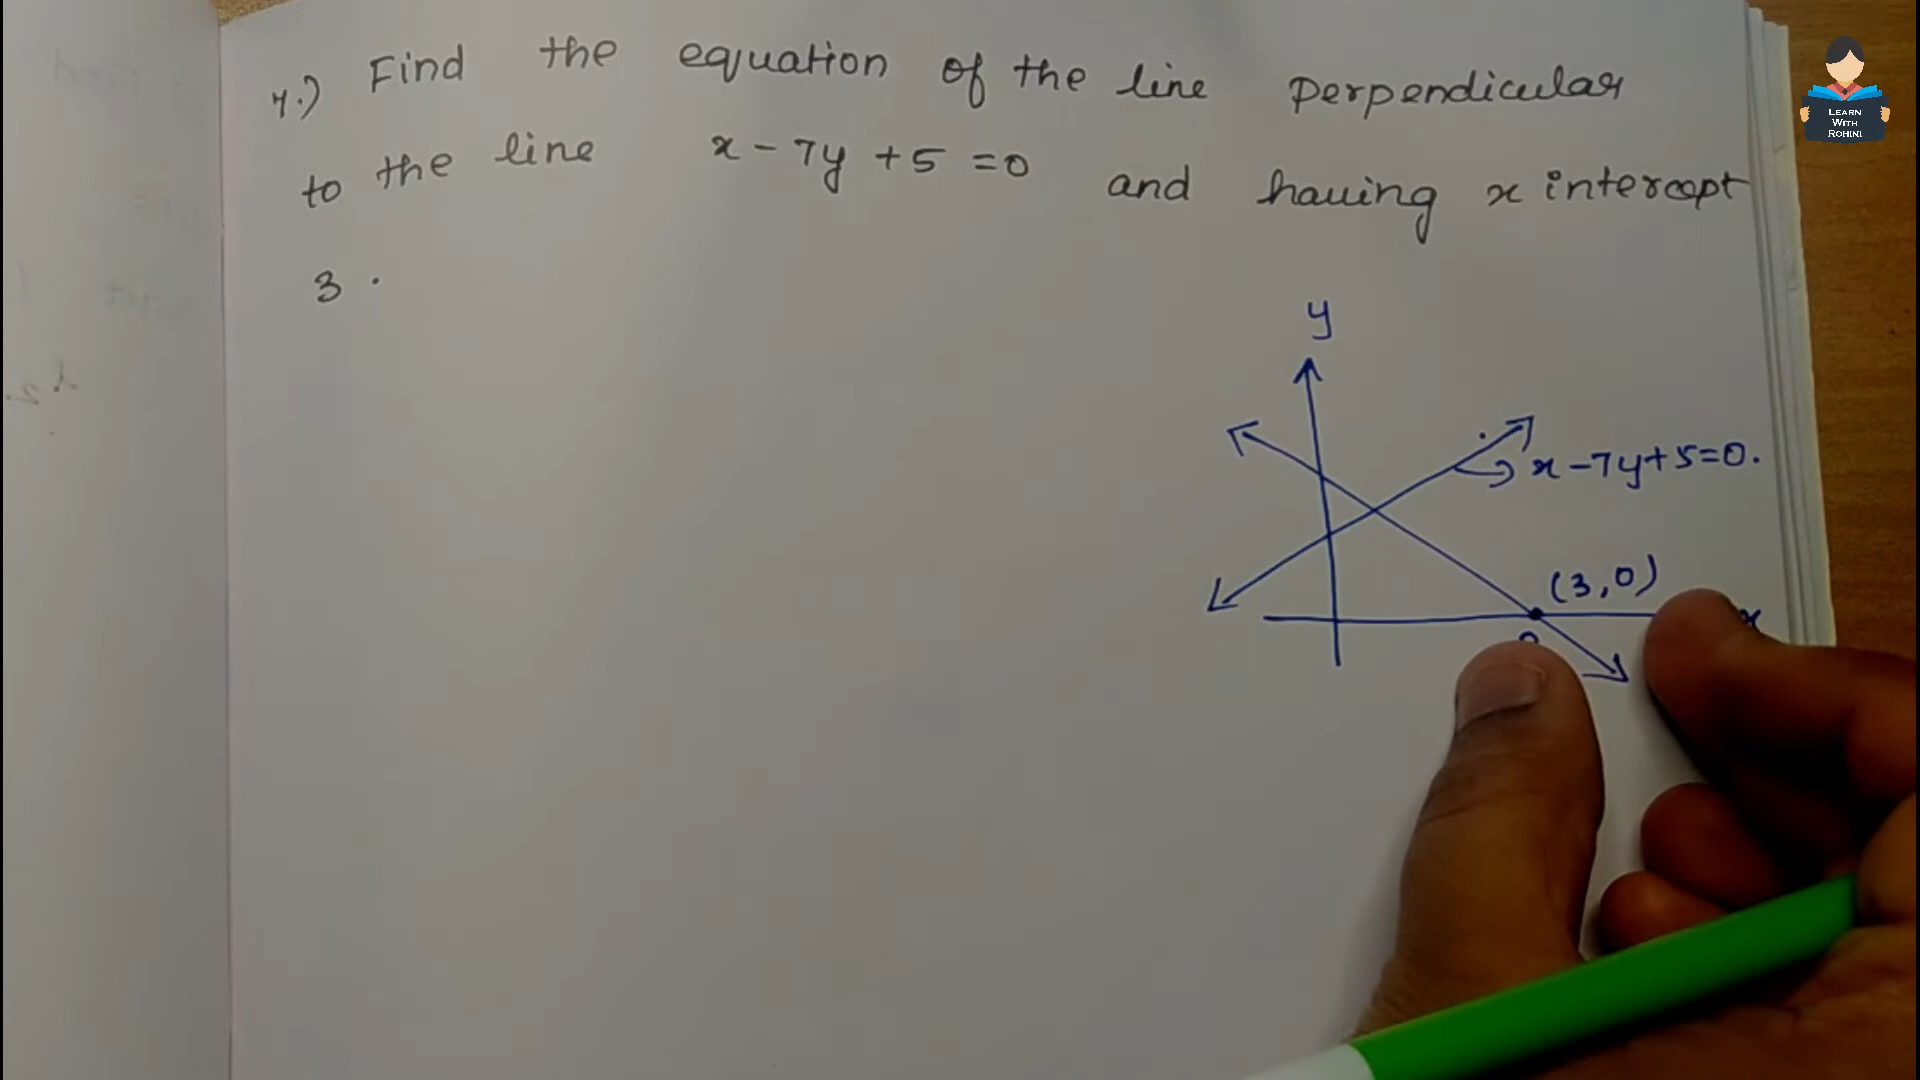 7.) Find the equation of the line perpendicular
to the line x - 7y + 5 = 0 and having x intercept
3.
y
x - 7y + 5 = 0.
(3,0)
x
LEARN
WITH
ROHINI